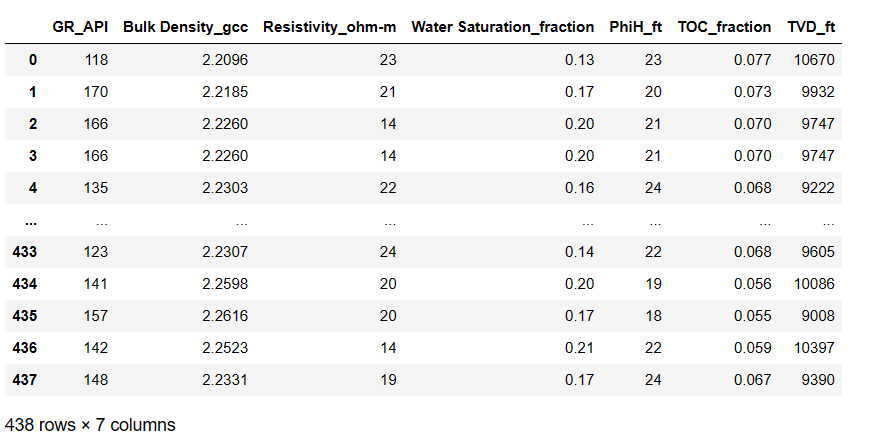 GR_API Bulk Density_gcc Resistivity_ohm-m Water Saturation_fraction PhiH_ft TOC_fraction TVD_ft
0 118 2.2096 23 0.13 23 0.077 10670
1 170 2.2185 21 0.17 20 0.073 9932
2 166 2.2260 14 0.20 21 0.070 9747
3 166 2.2260 14 0.20 21 0.070 9747
4 135 2.2303 22 0.16 24 0.068 9222
... ... ... ... ... ... ... ...
433 123 2.2307 24 0.14 22 0.068 9605
434 141 2.2598 20 0.20 19 0.056 10086
435 157 2.2616 20 0.17 18 0.055 9008
436 142 2.2523 14 0.21 22 0.059 10397
437 148 2.2331 19 0.17 24 0.067 9390
438 rows × 7 columns